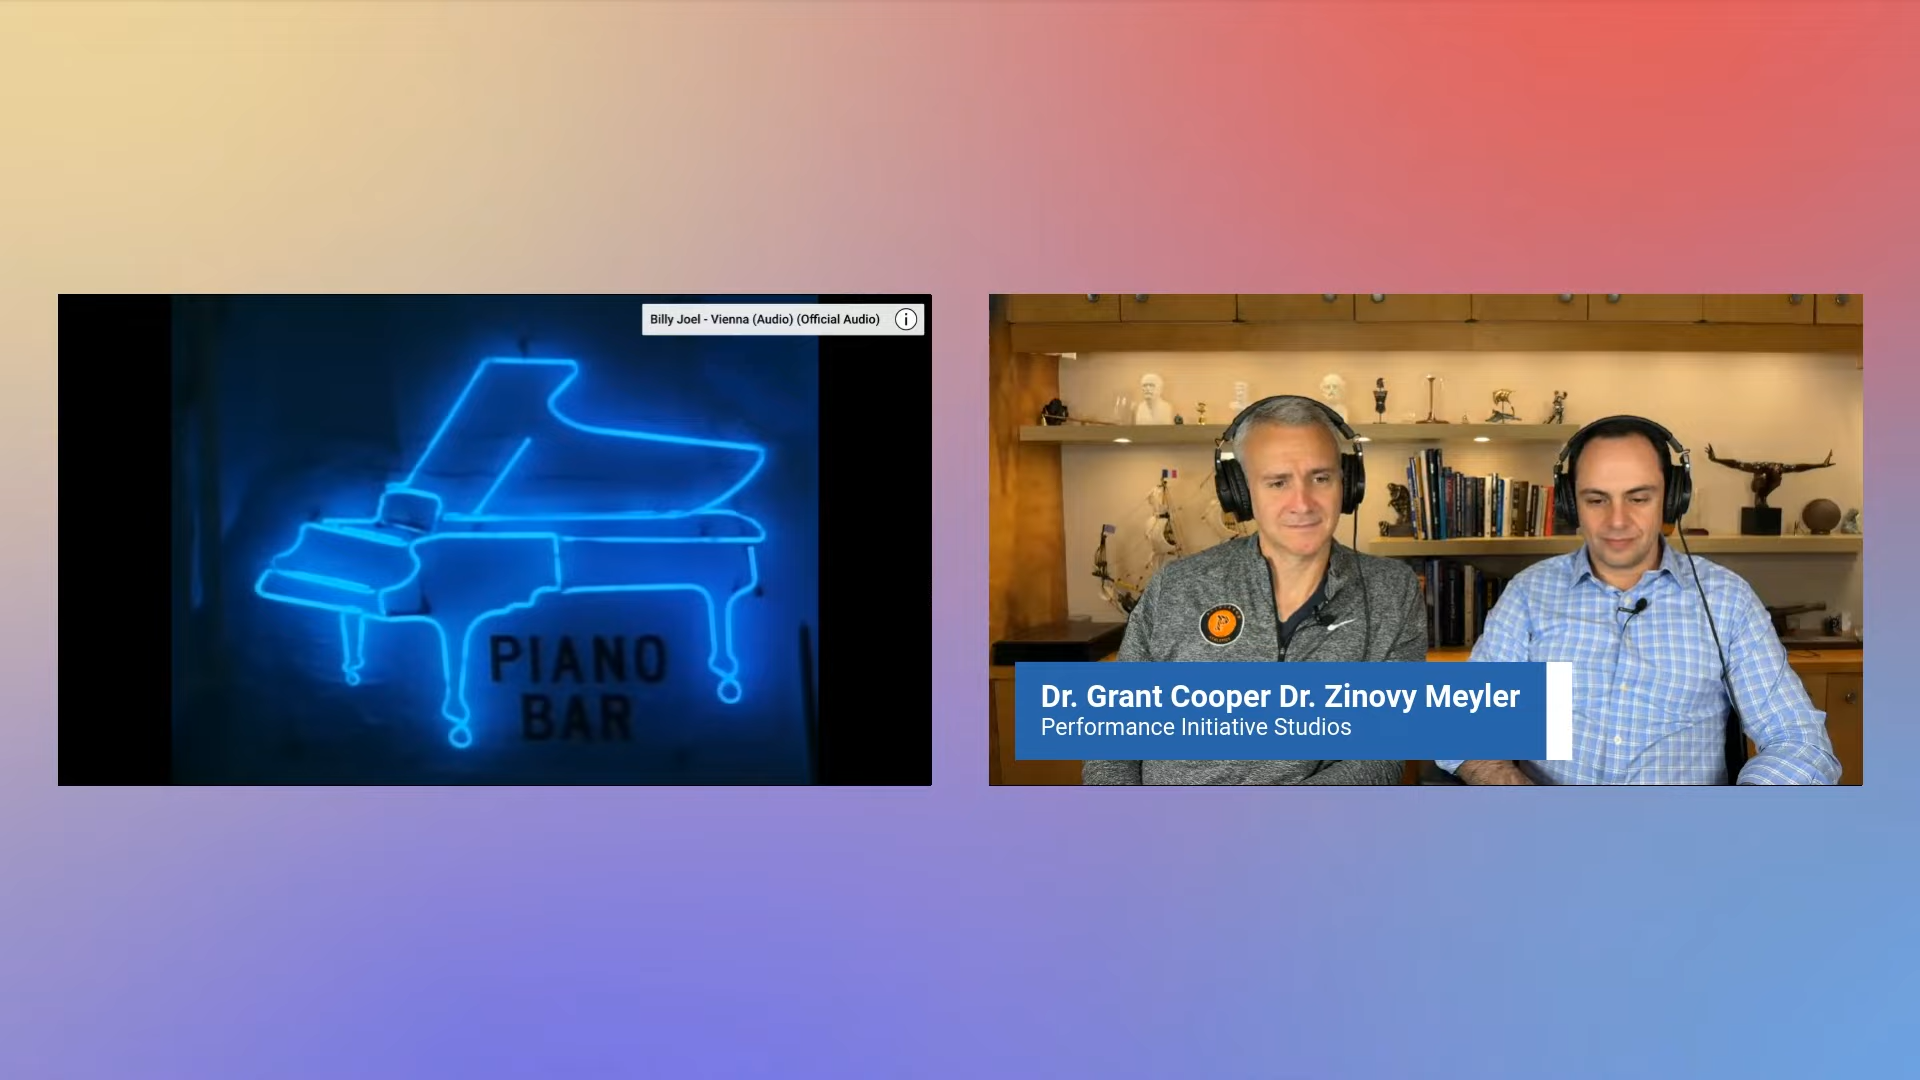 Billy Joel - Vienna (Audio) (Official Audio)
PIANO
BAR
P
Dr. Grant Cooper Dr. Zinovy Meyler
Performance Initiative Studios